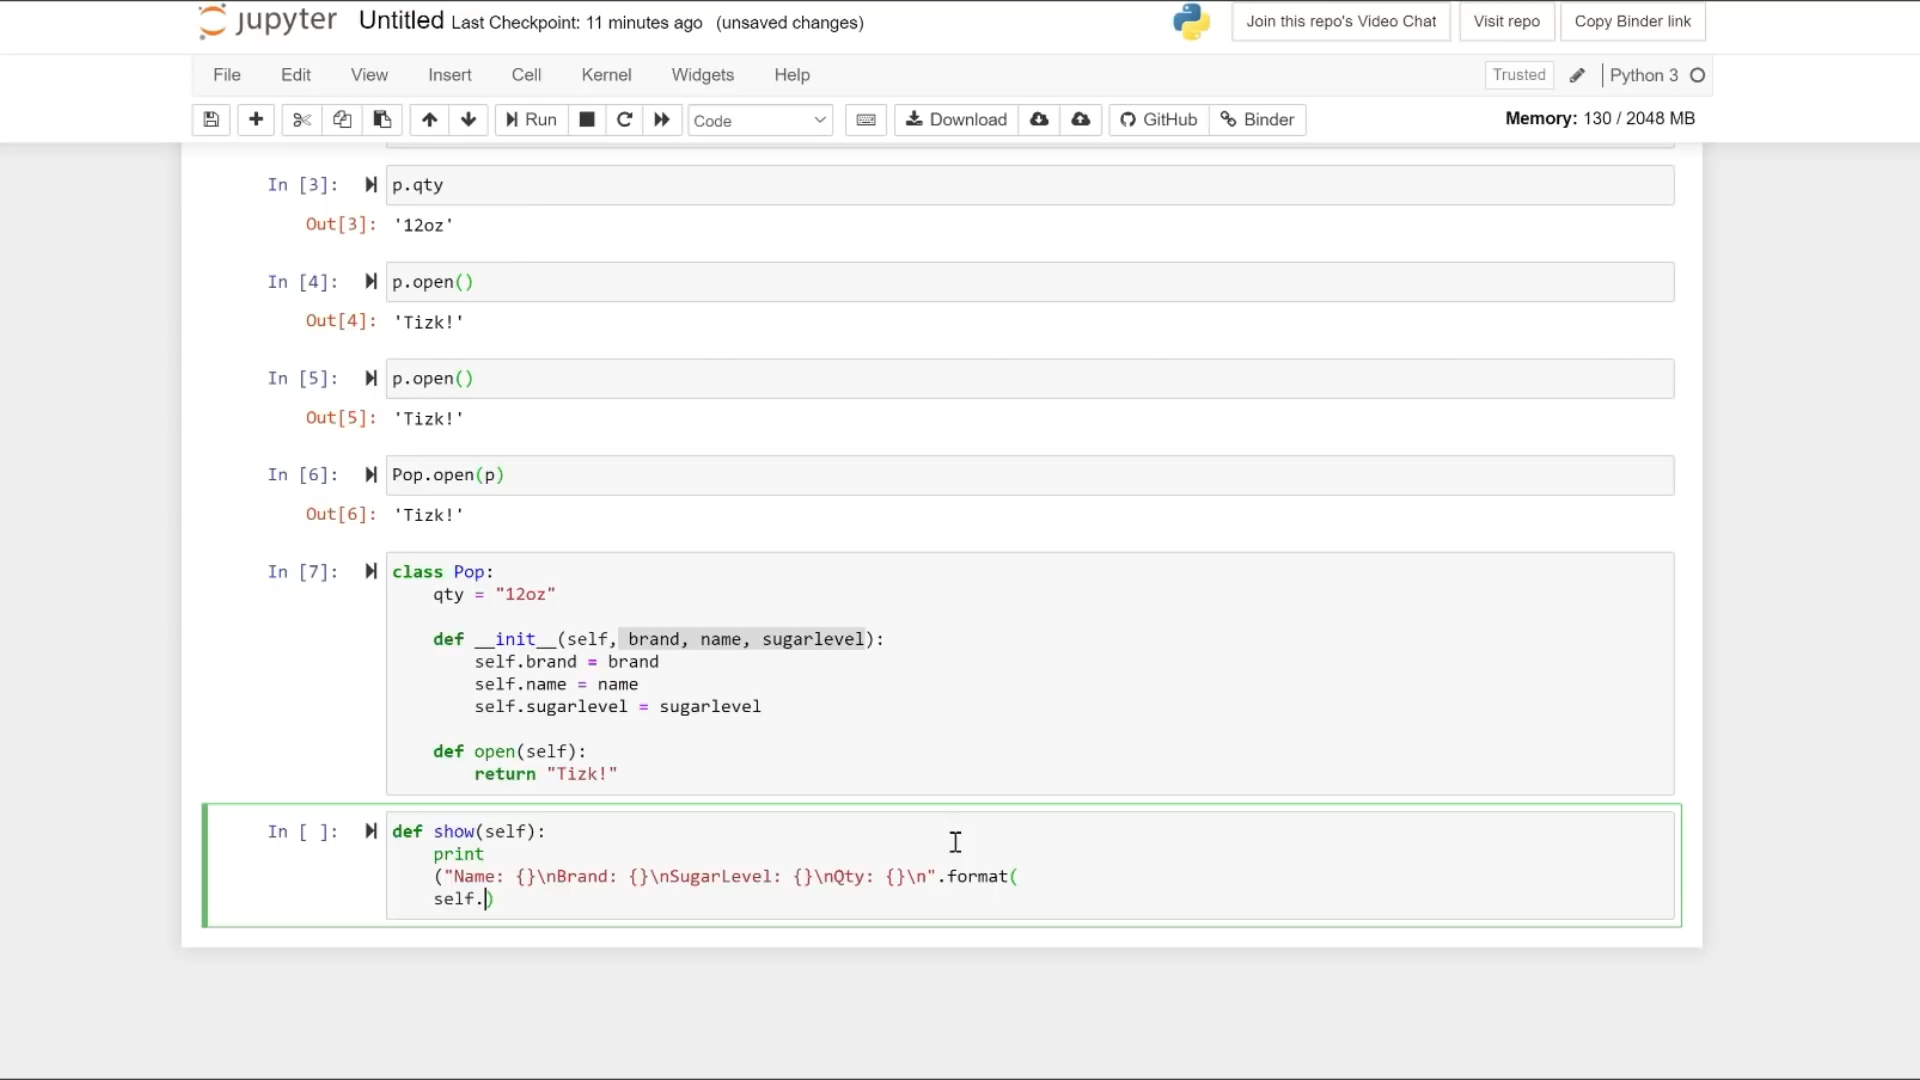 jupyter Untitled Last Checkpoint: 11 minutes ago (unsaved changes) Join this repo's Video Chat Visit repo Copy Binder link
File Edit View Insert Cell Kernel Widgets Help Trusted Python 3
Run Code Download GitHub Binder Memory: 130 / 2048 MB
In [3]: p.qty
Out[3]: '12oz'
In [4]: p.open()
Out[4]: 'Tizk!'
In [5]: p.open()
Out[5]: 'Tizk!'
In [6]: Pop.open(p)
Out[6]: 'Tizk!'
In [7]: class Pop:
    qty = "12oz"
    def __init__(self, brand, name, sugarlevel):
        self.brand = brand
        self.name = name
        self.sugarlevel = sugarlevel
    def open(self):
        return "Tizk!"
In [ ]: def show(self):
    print
    ("Name: {}\nBrand: {}\nSugarLevel: {}\nQty: {}\n".format(
    self.)